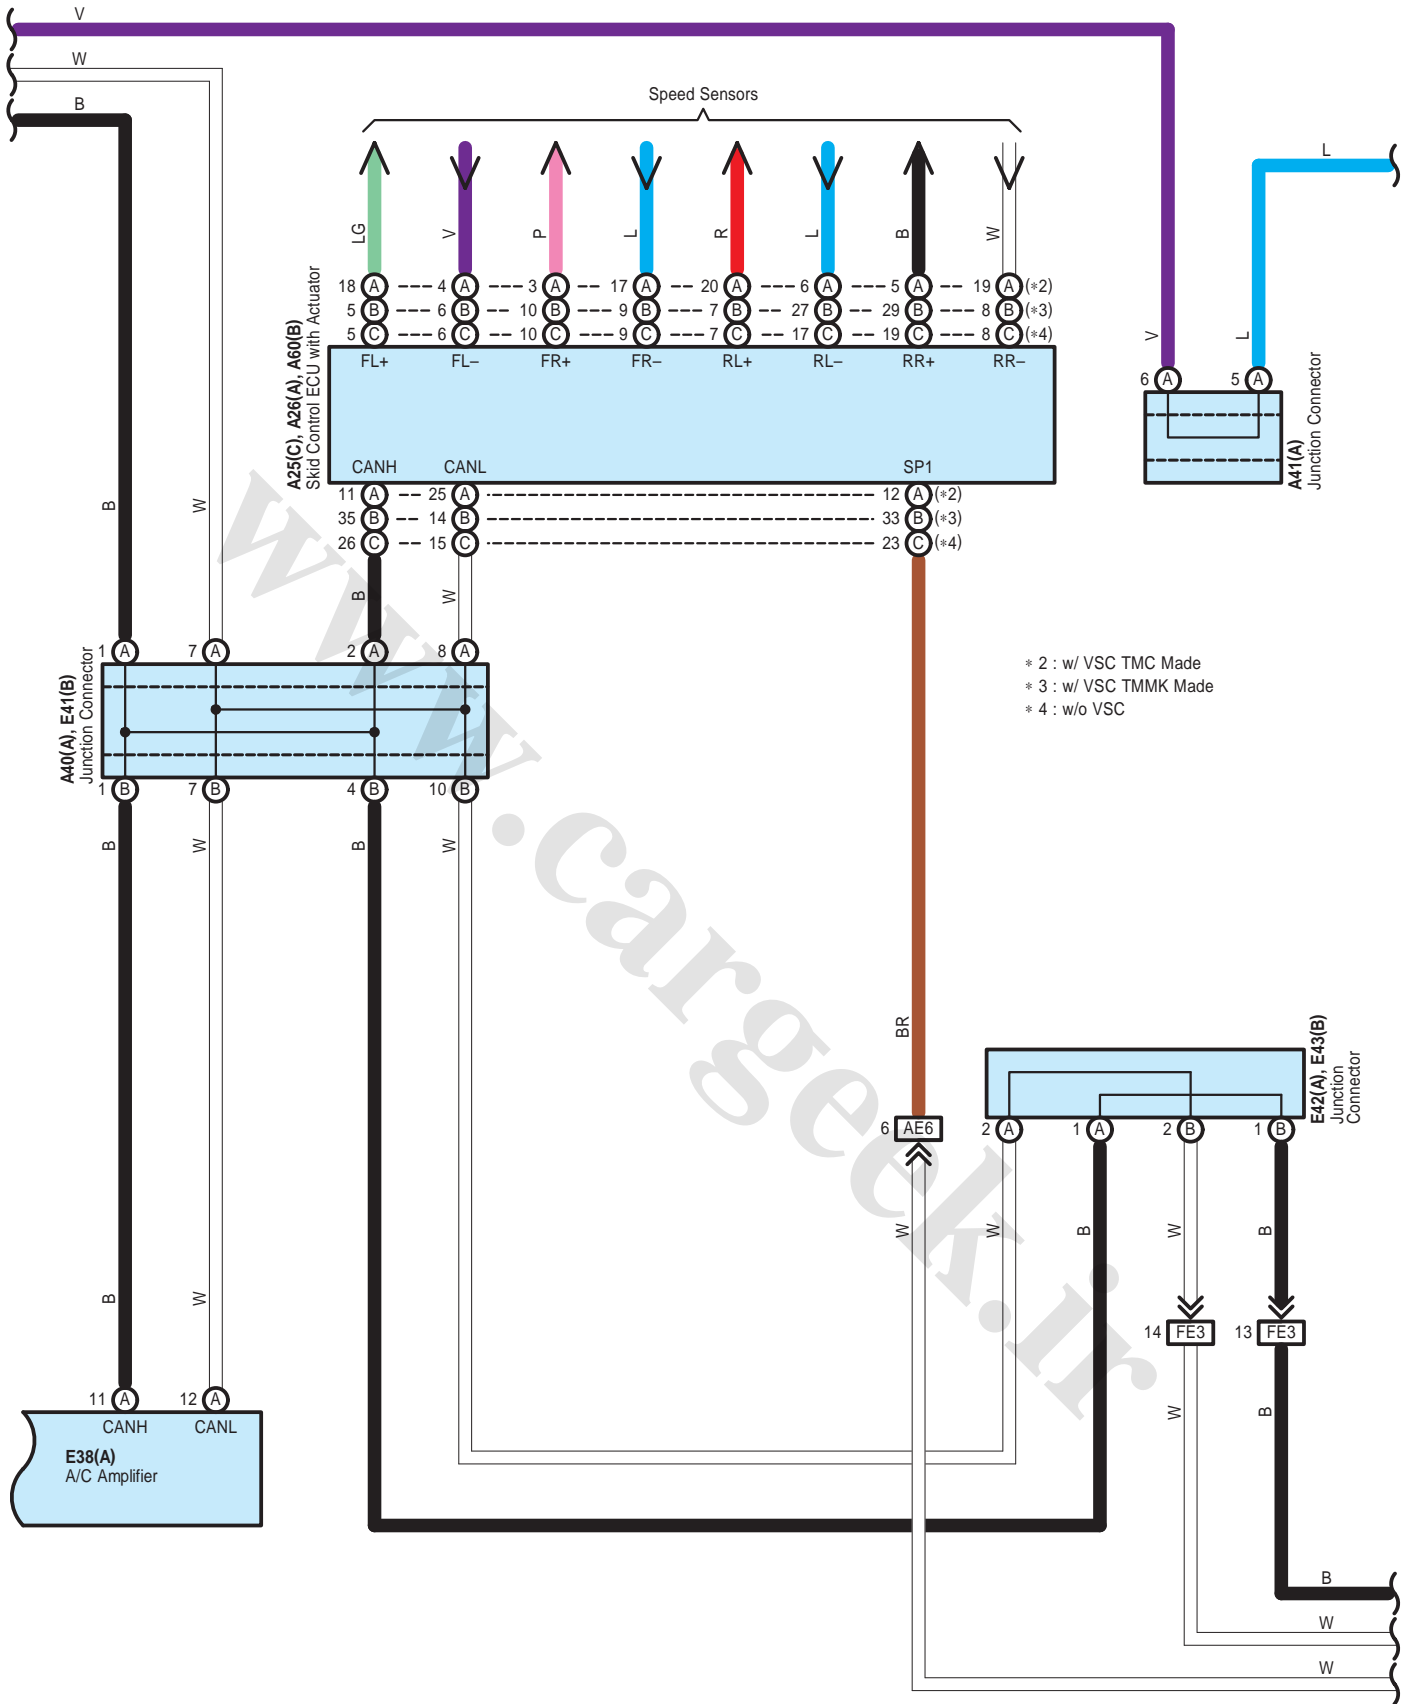 V
W
B
Speed Sensors
L
LG
V
P
L
R
L
B
W
18 A 4 A 3 A 17 A 20 A 6 A 5 A 19 A (*2)
5 B 6 B 10 B 9 B 7 B 27 B 29 B 8 B (*3)
5 C 6 C 10 C 9 C 7 C 17 C 19 C 8 C (*4)
FL+ FL– FR+ FR– RL+ RL– RR+ RR–
A25(C), A26(A), A60(B)
Skid Control ECU with Actuator
CANH CANL SP1
11 A 25 A 12 A (*2)
35 B 14 B 33 B (*3)
26 C 15 C 23 C (*4)
V
L
6 A 5 A
A41(A)
Junction Connector
B
W
B
W
1 A 7 A 2 A 8 A
A40(A), E41(B)
Junction Connector
1 B 7 B 4 B 10 B
* 2 : w/ VSC TMC Made
* 3 : w/ VSC TMMK Made
* 4 : w/o VSC
B
W
B
W
BR
E42(A), E43(B)
Junction
Connector
6 AE6 2 A 1 A 2 B 1 B
W
W
B
W
B
B
W
14 FE3 13 FE3
11 A 12 A
CANH CANL
E38(A)
A/C Amplifier
W
B
B
W
W
www.cargeek.ir